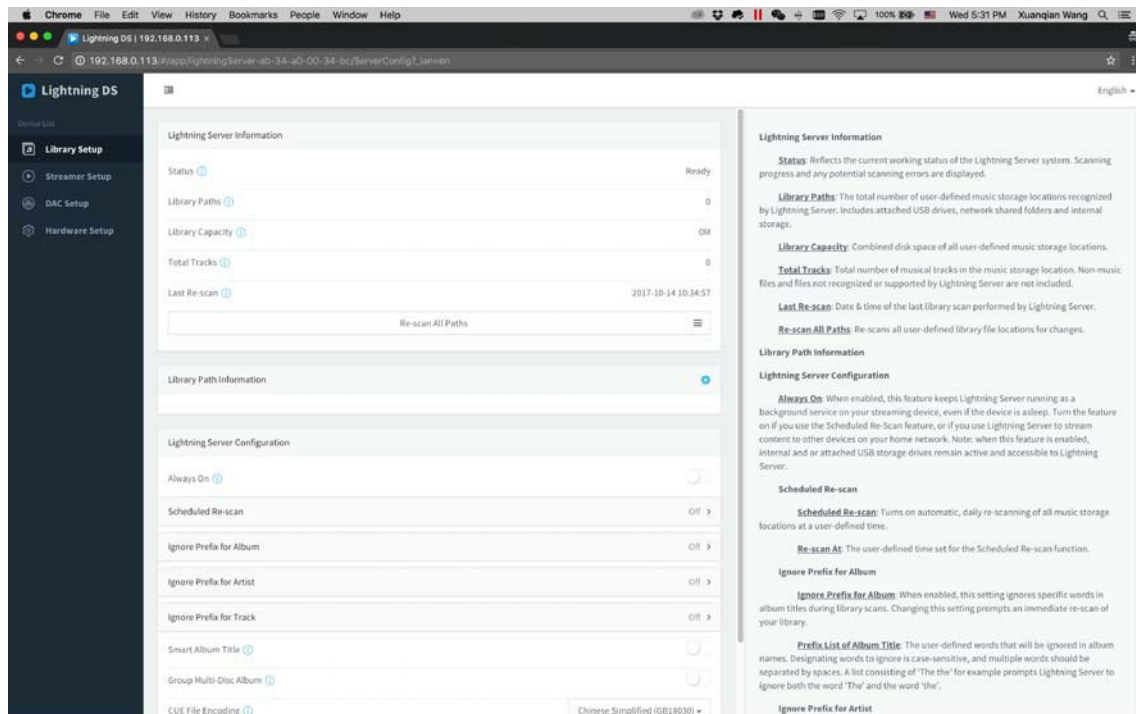 Chrome File Edit View History Bookmarks People Window Help 100% Wed 5:31 PM Xuanqian Wang
Lightning DS | 192.168.0.113 ×
192.168.0.113/#/app/lightningServer-ab-34-a0-00-34-bc/ServerConfig?_lan=en
Lightning DS
English
Device List
Library Setup
Streamer Setup
DAC Setup
Hardware Setup
Lightning Server Information
Status Ready
Library Paths 0
Library Capacity 0M
Total Tracks 0
Last Re-scan 2017-10-14 10:34:57
Re-scan All Paths
Library Path Information
Lightning Server Configuration
Always On
Scheduled Re-scan Off
Ignore Prefix for Album Off
Ignore Prefix for Artist Off
Ignore Prefix for Track Off
Smart Album Title
Group Multi-Disc Album
CUE File Encoding Chinese Simplified (GB18030)
Lightning Server Information
Status: Reflects the current working status of the Lightning Server system. Scanning
progress and any potential scanning errors are displayed.
Library Paths: The total number of user-defined music storage locations recognized
by Lightning Server. Includes attached USB drives, network shared folders and internal
storage.
Library Capacity: Combined disk space of all user-defined music storage locations.
Total Tracks: Total number of musical tracks in the music storage location. Non-music
files and files not recognized or supported by Lightning Server are not included.
Last Re-scan: Date & time of the last library scan performed by Lightning Server.
Re-scan All Paths: Re-scans all user-defined library file locations for changes.
Library Path Information
Lightning Server Configuration
Always On: When enabled, this feature keeps Lightning Server running as a
background service on your streaming device, even if the device is asleep. Turn the feature
on if you use the Scheduled Re-Scan feature, or if you use Lightning Server to stream
content to other devices on your home network. Note: when this feature is enabled,
internal and or attached USB storage drives remain active and accessible to Lightning
Server.
Scheduled Re-scan
Scheduled Re-scan: Turns on automatic, daily re-scanning of all music storage
locations at a user-defined time.
Re-scan At: The user-defined time set for the Scheduled Re-scan function.
Ignore Prefix for Album
Ignore Prefix for Album: When enabled, this setting ignores specific words in
album titles during library scans. Changing this setting prompts an immediate re-scan of
your library.
Prefix List of Album Title: The user-defined words that will be ignored in album
names. Designating words to ignore is case-sensitive, and multiple words should be
separated by spaces. A list consisting of 'The the' for example prompts Lightning Server to
ignore both the word 'The' and the word 'the'.
Ignore Prefix for Artist